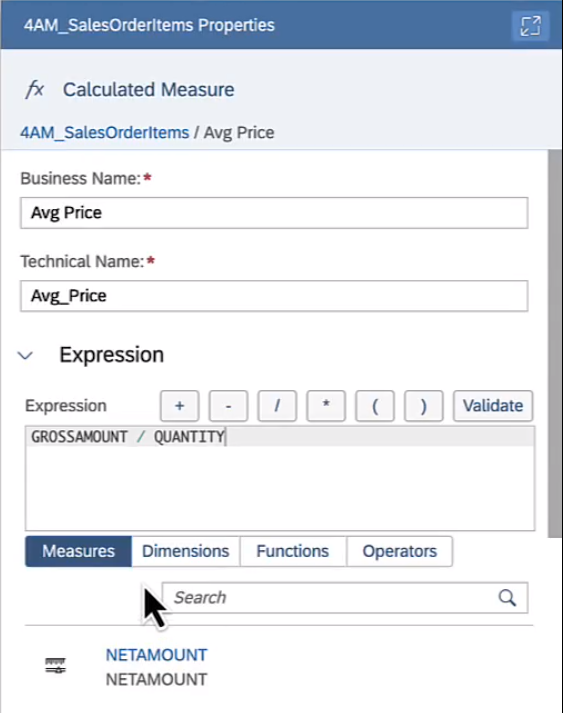 4AM_SalesOrderItems Properties
fx Calculated Measure
4AM_SalesOrderItems / Avg Price
Business Name:*
Avg Price
Technical Name:*
Avg_Price
Expression
Expression + - / * ( ) Validate
GROSSAMOUNT / QUANTITY
Measures Dimensions Functions Operators
Search
NETAMOUNT
NETAMOUNT